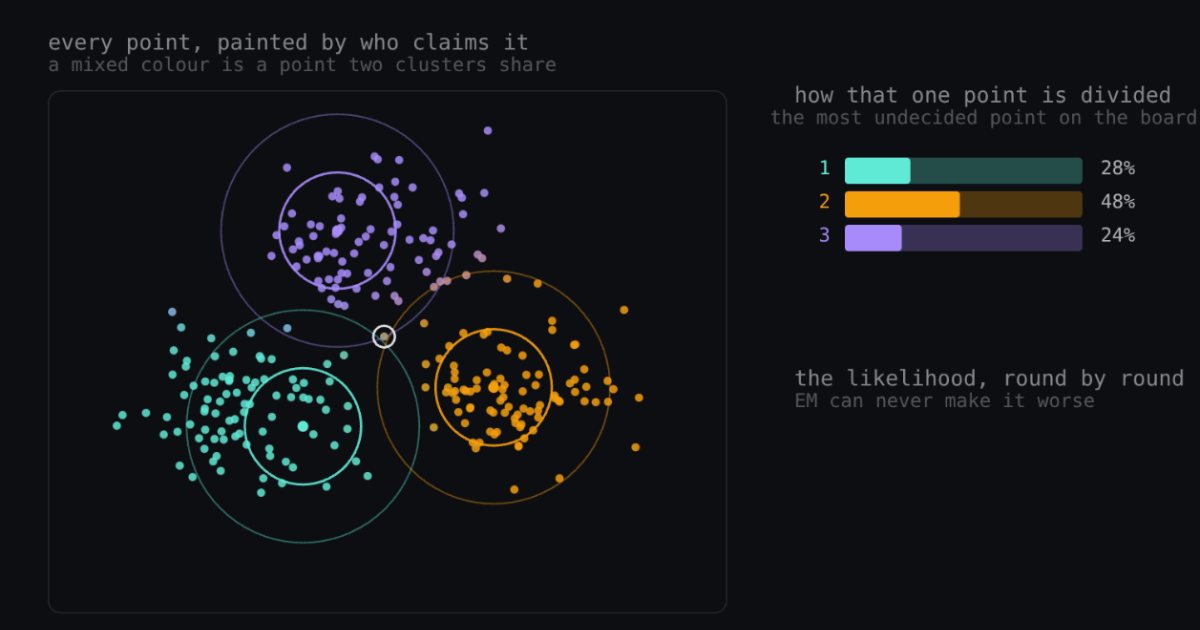 every point, painted by who claims it
a mixed colour is a point two clusters share
how that one point is divided
the most undecided point on the board
1 28%
2 48%
3 24%
the likelihood, round by round
EM can never make it worse